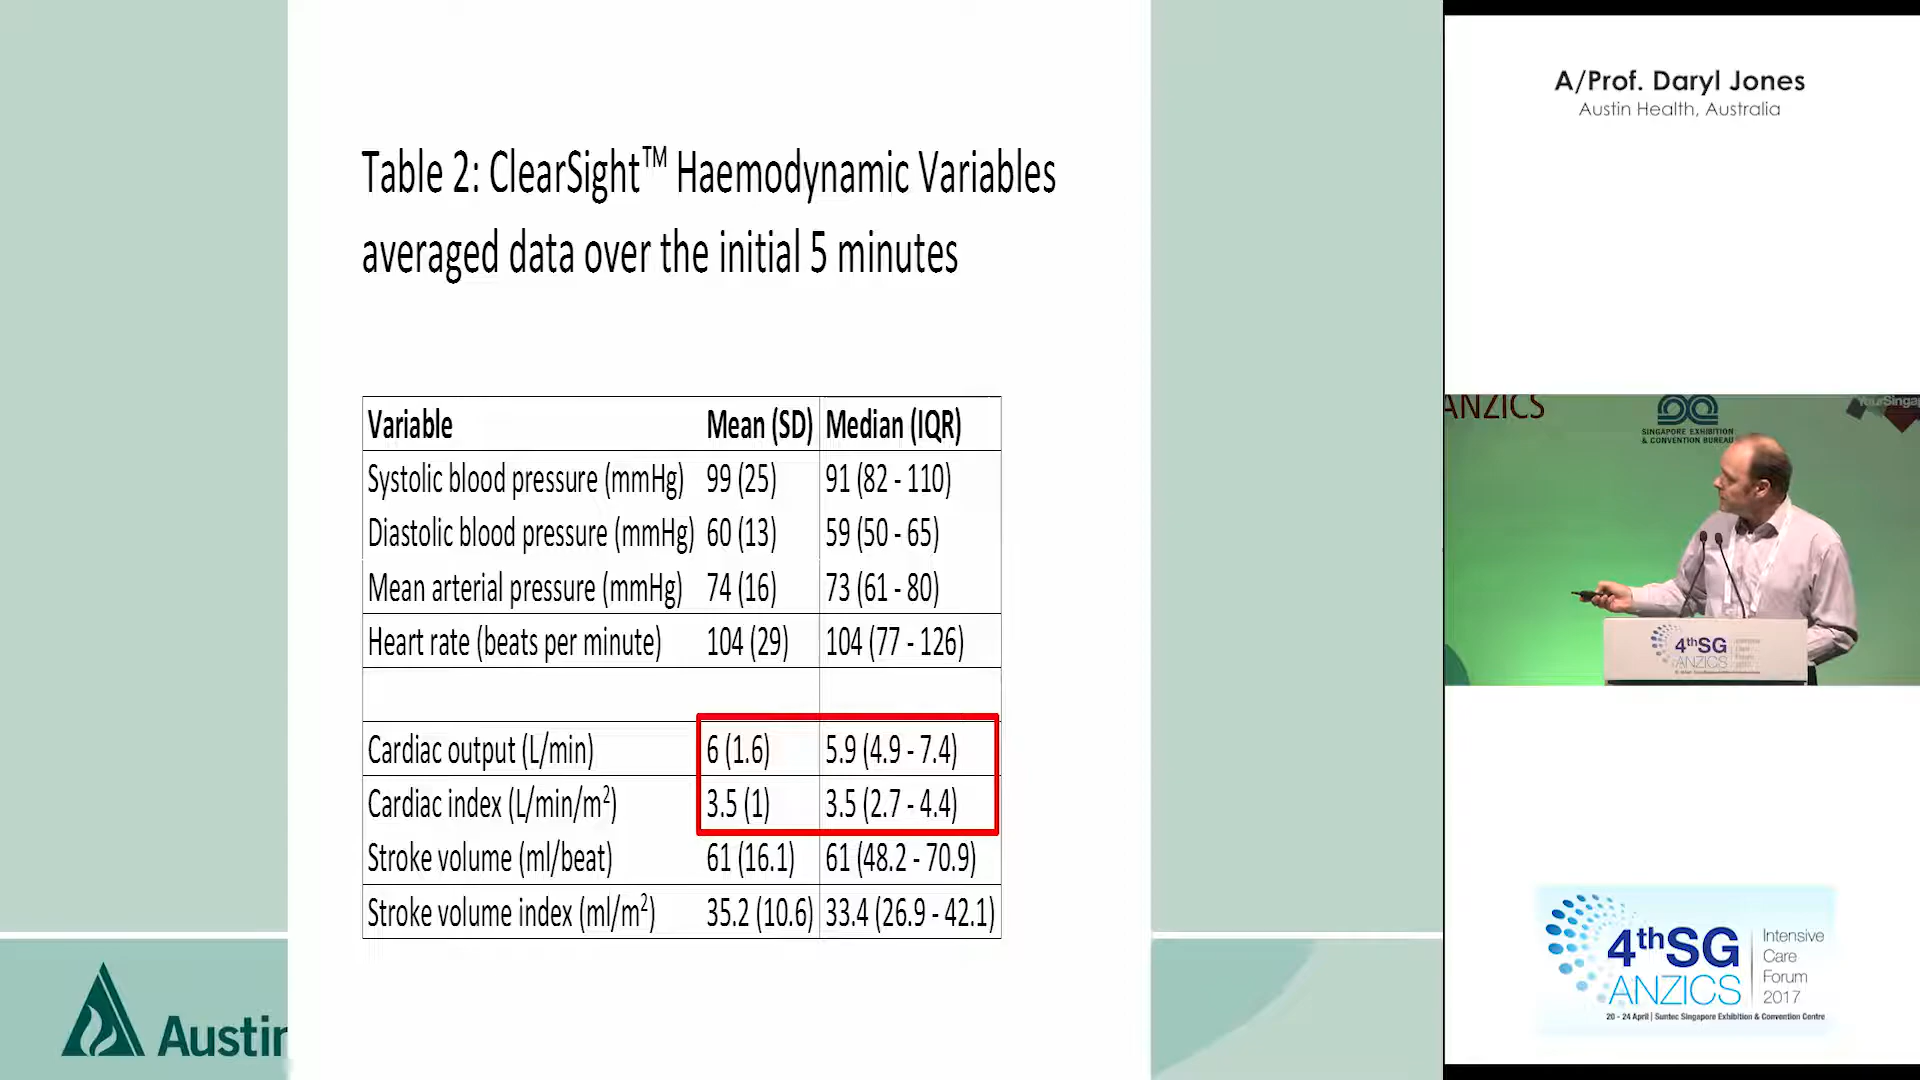 Table 2: ClearSight™ Haemodynamic Variables
averaged data over the initial 5 minutes
Variable Mean (SD) Median (IQR)
Systolic blood pressure (mmHg) 99 (25) 91 (82 - 110)
Diastolic blood pressure (mmHg) 60 (13) 59 (50 - 65)
Mean arterial pressure (mmHg) 74 (16) 73 (61 - 80)
Heart rate (beats per minute) 104 (29) 104 (77 - 126)
Cardiac output (L/min) 6 (1.6) 5.9 (4.9 - 7.4)
Cardiac index (L/min/m²) 3.5 (1) 3.5 (2.7 - 4.4)
Stroke volume (ml/beat) 61 (16.1) 61 (48.2 - 70.9)
Stroke volume index (ml/m²) 35.2 (10.6) 33.4 (26.9 - 42.1)
Austin
A/Prof. Daryl Jones
Austin Health, Australia
ANZICS
SINGAPORE EXHIBITION
& CONVENTION BUREAU
YourSingap
4thSG
ANZICS
4thSG
ANZICS
Intensive
Care
Forum
2017
20 - 24 April | Suntec Singapore Exhibition & Convention Centre